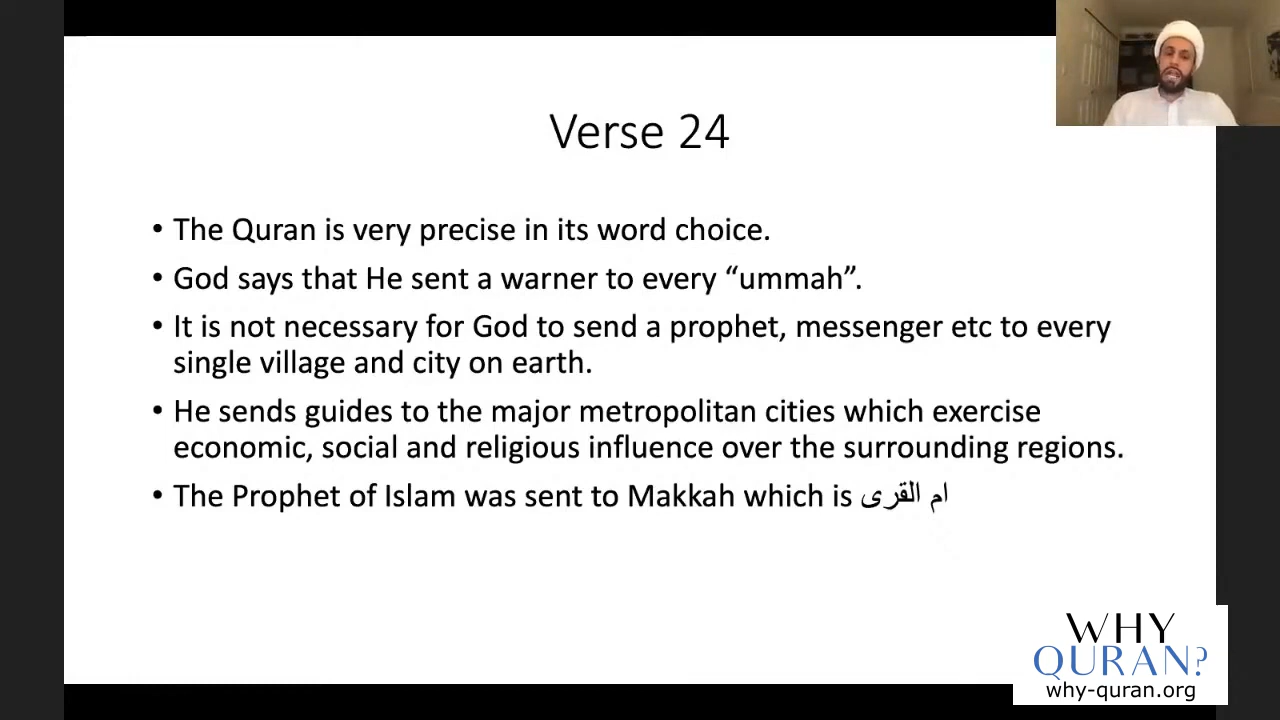 Verse 24
• The Quran is very precise in its word choice.
• God says that He sent a warner to every “ummah”.
• It is not necessary for God to send a prophet, messenger etc to every
single village and city on earth.
• He sends guides to the major metropolitan cities which exercise
economic, social and religious influence over the surrounding regions.
• The Prophet of Islam was sent to Makkah which is ام القرى
WHY
QURAN?
why-quran.org